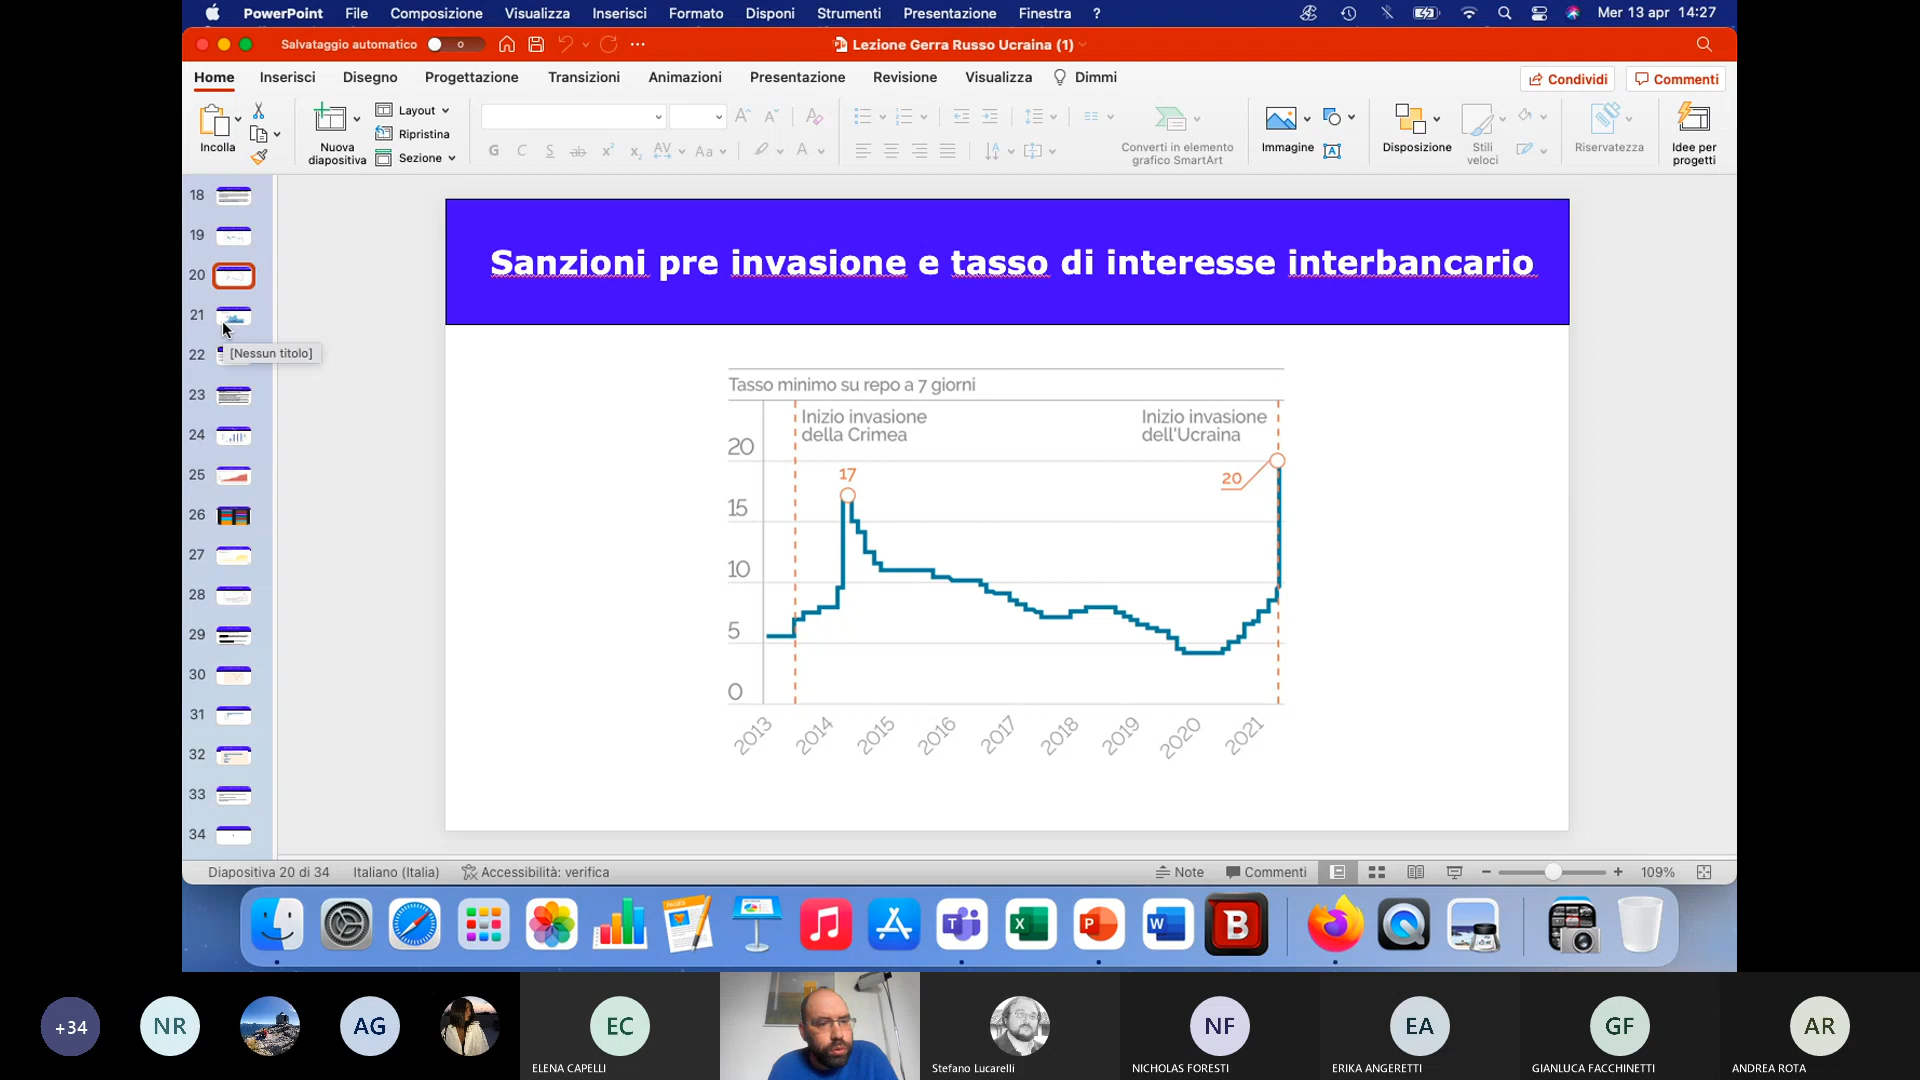 PowerPoint File Composizione Visualizza Inserisci Formato Disponi Strumenti Presentazione Finestra ? Mer 13 apr 14:27
Salvataggio automatico Lezione Gerra Russo Ucraina (1)
Home Inserisci Disegno Progettazione Transizioni Animazioni Presentazione Revisione Visualizza Dimmi Condividi Commenti
Incolla
Nuova
diapositiva
Layout
Ripristina
Sezione
G C S ab x² x₂ AV Aa A
Converti in elemento
grafico SmartArt
Immagine
Disposizione
Stili
veloci
Riservatezza
Idee per
progetti
18
19
20
21
[Nessun titolo]
22
23
24
25
26
27
28
29
30
31
32
33
34
Sanzioni pre invasione e tasso di interesse interbancario
Tasso minimo su repo a 7 giorni
Inizio invasione
della Crimea
Inizio invasione
dell'Ucraina
20
17
20
15
10
5
0
2013 2014 2015 2016 2017 2018 2019 2020 2021
Diapositiva 20 di 34 Italiano (Italia) Accessibilità: verifica Note Commenti 109%
+34
NR
AG
EC
ELENA CAPELLI
Stefano Lucarelli
NF
NICHOLAS FORESTI
EA
ERIKA ANGERETTI
GF
GIANLUCA FACCHINETTI
AR
ANDREA ROTA